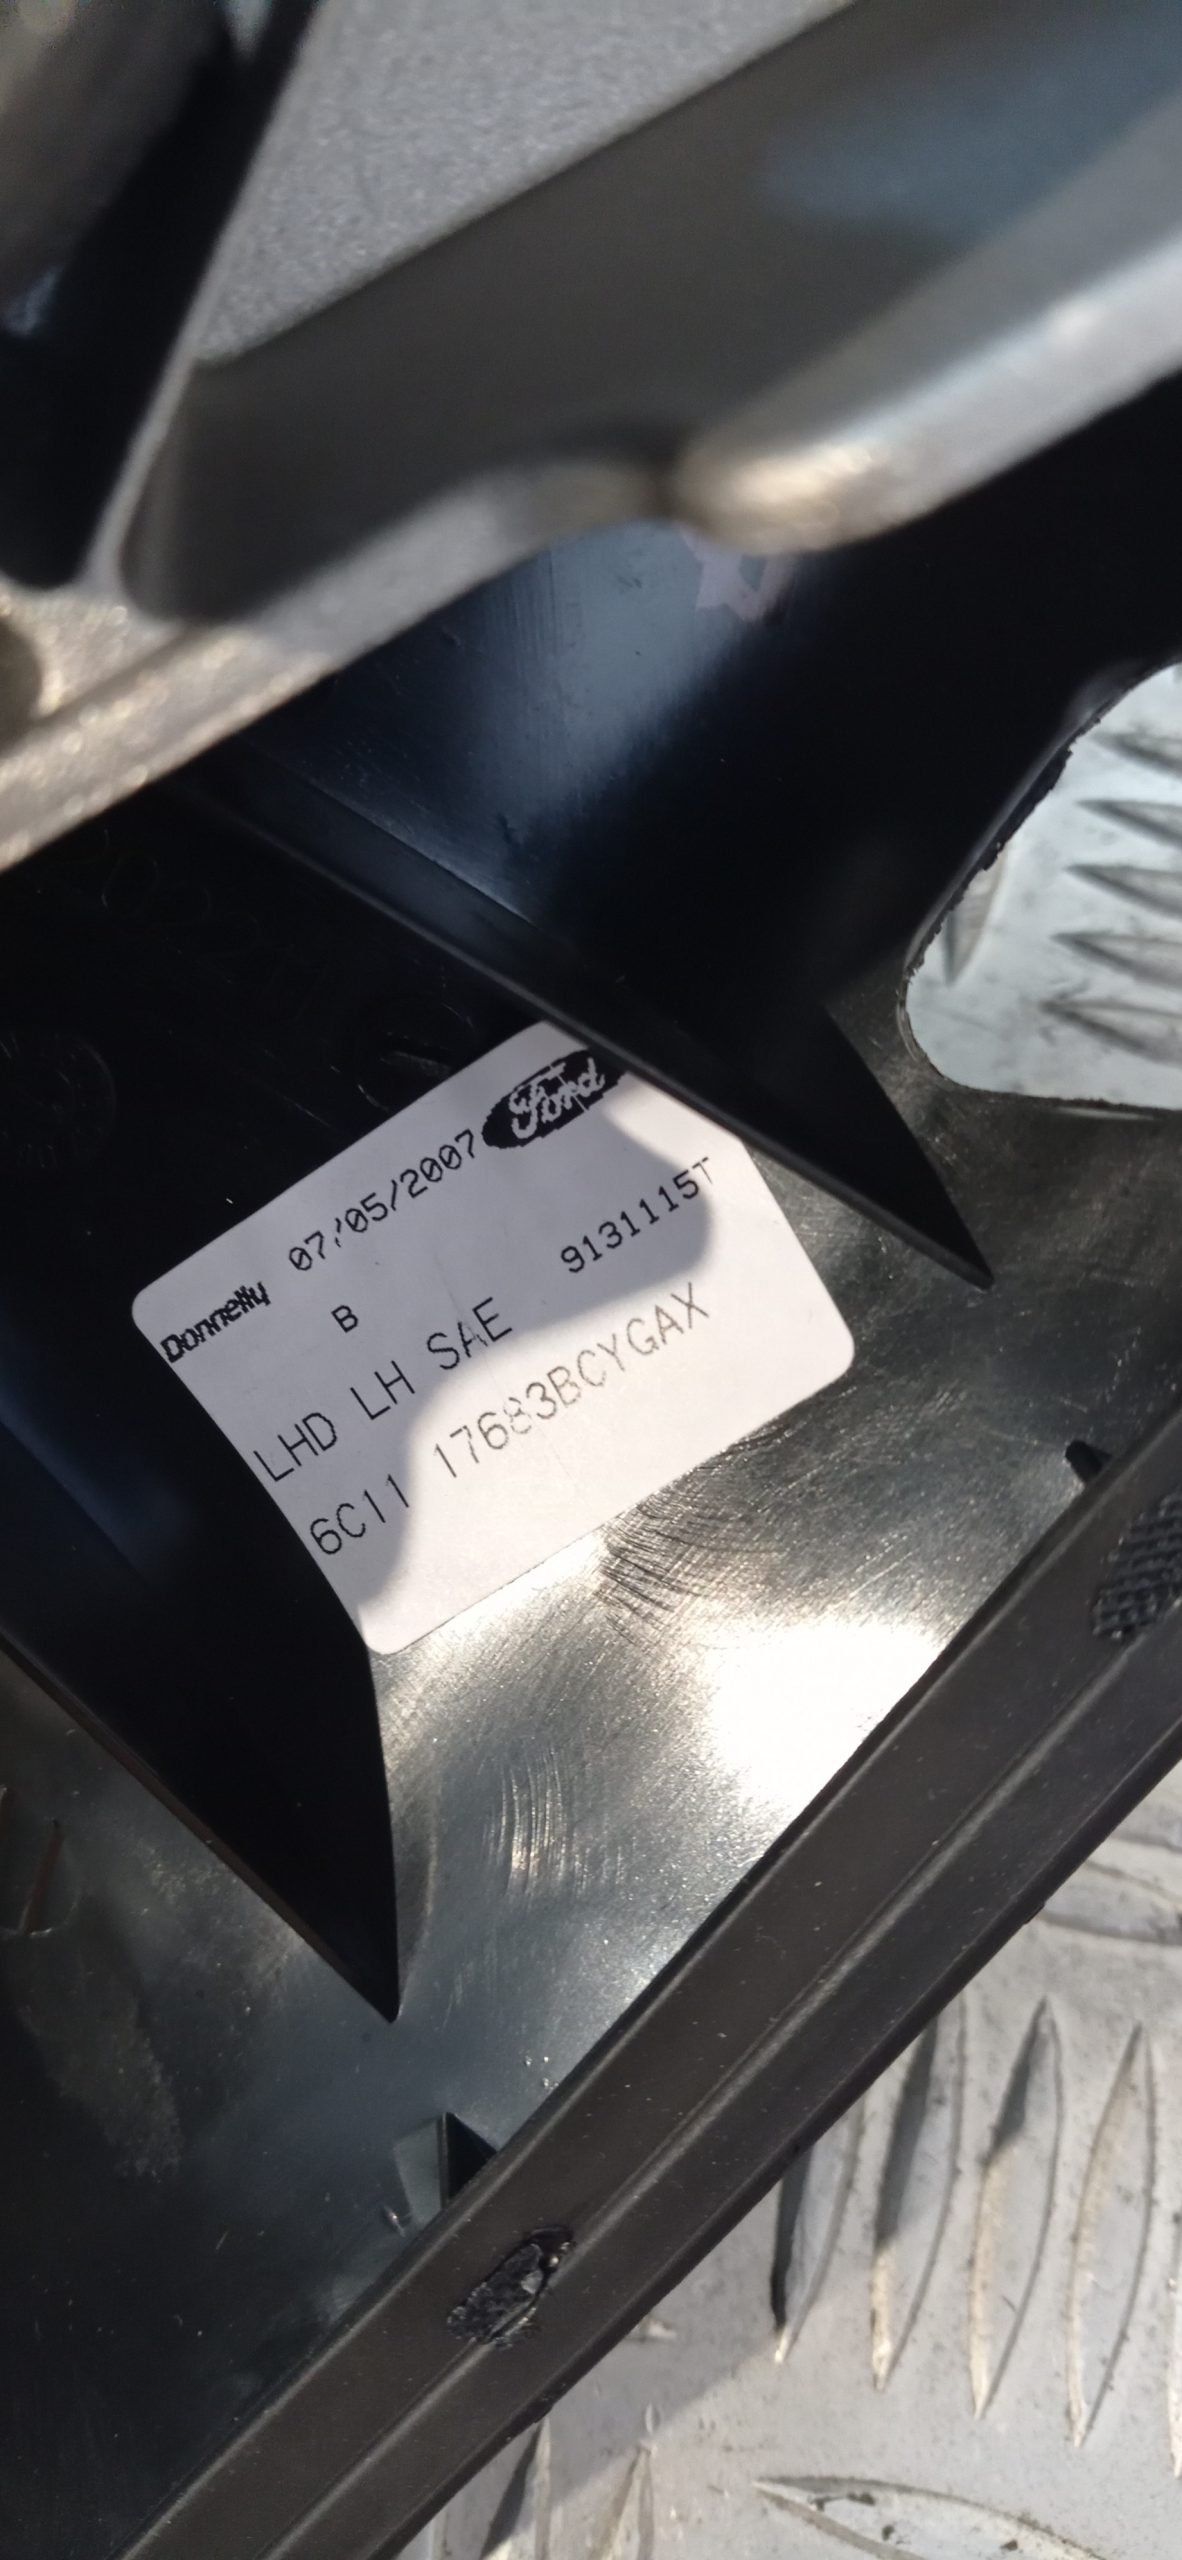 Donnelly 07/05/2007 Ford
B 9131115T
LHD LH SAE
6C11 17683BCYGAX